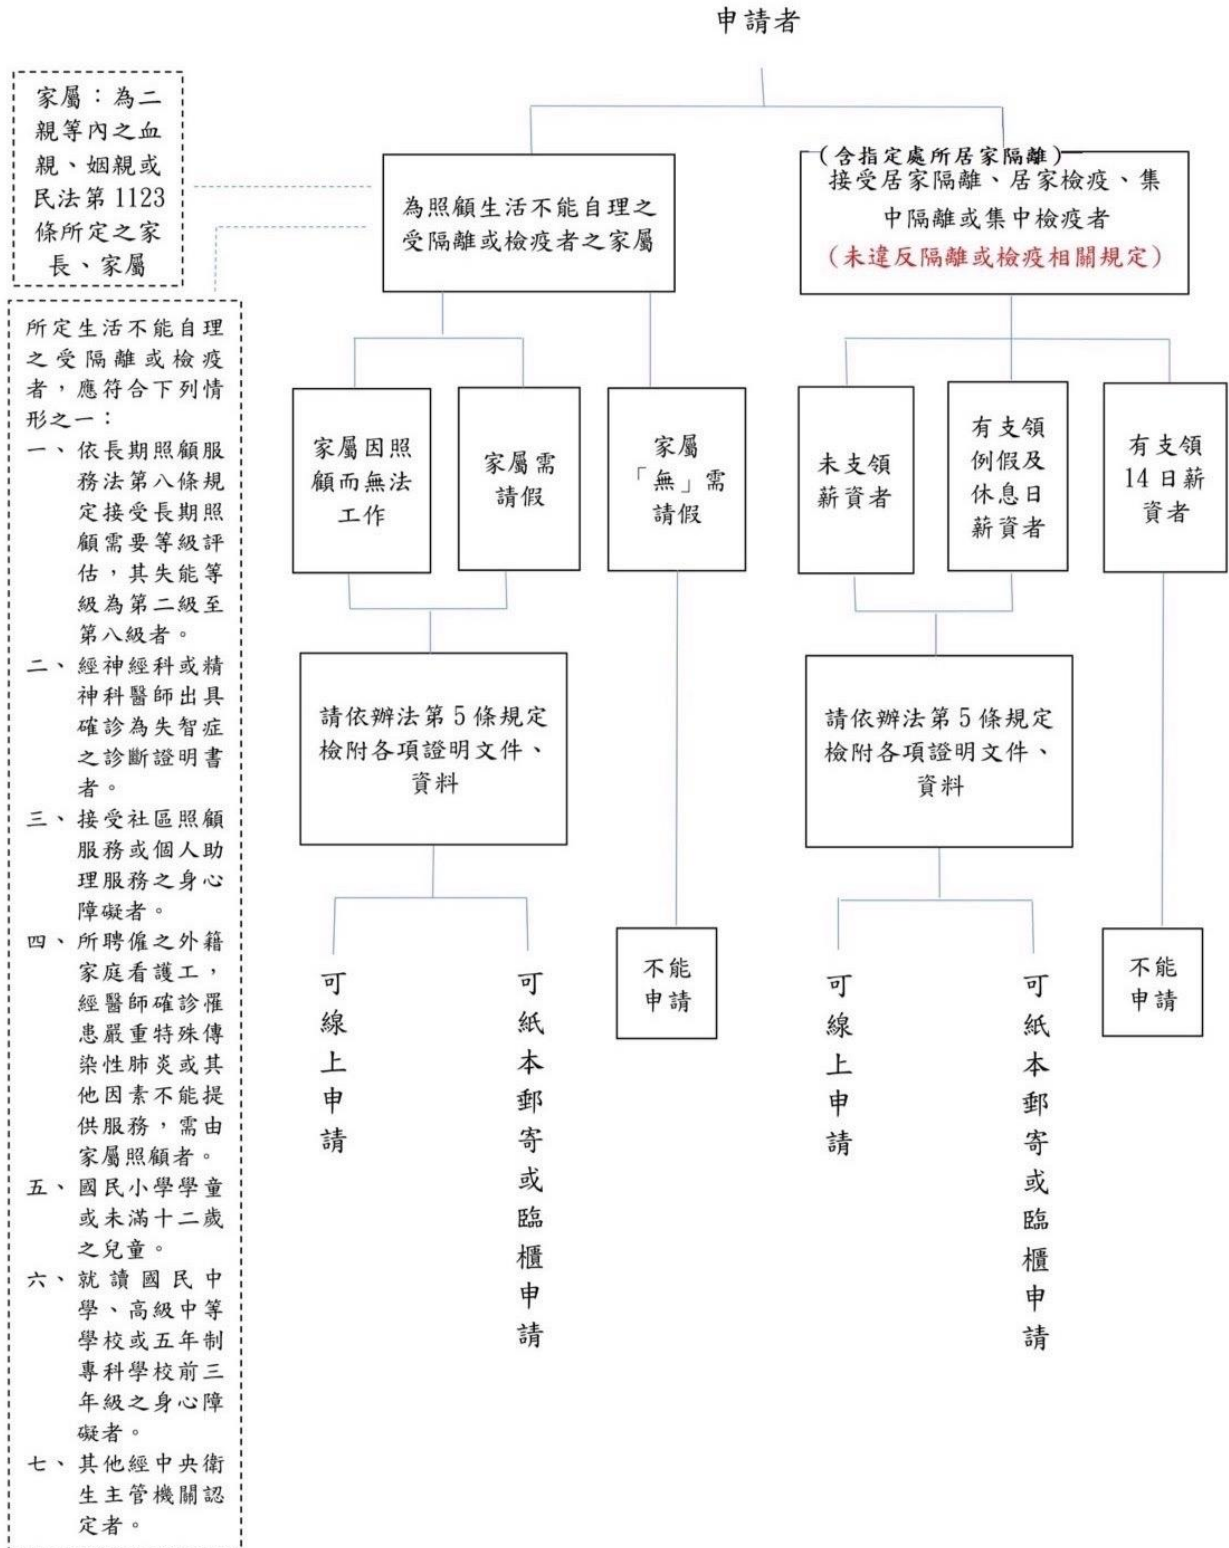 申請者
家屬：為二
親等內之血
親、姻親或
民法第 1123
條所定之家
長、家屬
為照顧生活不能自理之
受隔離或檢疫者之家屬
(含指定處所居家隔離)
接受居家隔離、居家檢疫、集
中隔離或集中檢疫者
(未違反隔離或檢疫相關規定)
所定生活不能自理
之受隔離或檢疫
者，應符合下列情
形之一：
一、依長期照顧服
務法第八條規
定接受長期照
顧需要等級評
估，其失能等
級為第二級至
第八級者。
二、經神經科或精
神科醫師出具
確診為失智症
之診斷證明書
者。
三、接受社區照顧
服務或個人助
理服務之身心
障礙者。
四、所聘僱之外籍
家庭看護工，
經醫師確診罹
患嚴重特殊傳
染性肺炎或其
他因素不能提
供服務，需由
家屬照顧者。
五、國民小學學童
或未滿十二歲
之兒童。
六、就讀國民中
學、高級中等
學校或五年制
專科學校前三
年級之身心障
礙者。
七、其他經中央衛
生主管機關認
定者。
家屬因照
顧而無法
工作
家屬需
請假
家屬
「無」需
請假
未支領
薪資者
有支領
例假及
休息日
薪資者
有支領
14 日薪
資者
請依辦法第 5 條規定
檢附各項證明文件、
資料
請依辦法第 5 條規定
檢附各項證明文件、
資料
可線上申請
可紙本郵寄或臨櫃申請
不能
申請
可線上申請
可紙本郵寄或臨櫃申請
不能
申請